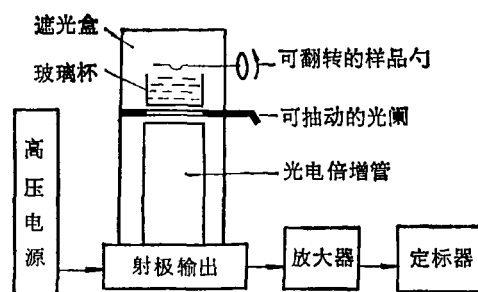 遮光盒
可翻转的样品勺
玻璃杯
可抽动的光阑
光电倍增管
高压电源
射极输出
放大器
定标器